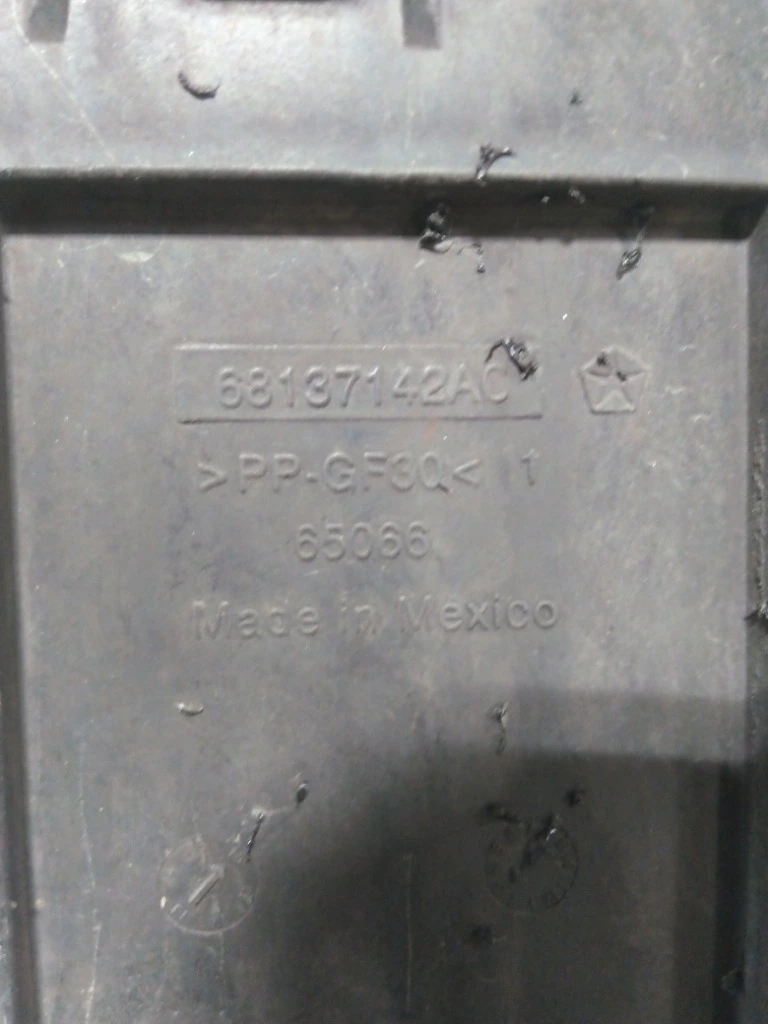 68137142AC
>PP-GF30< 1
65066
Made in Mexico